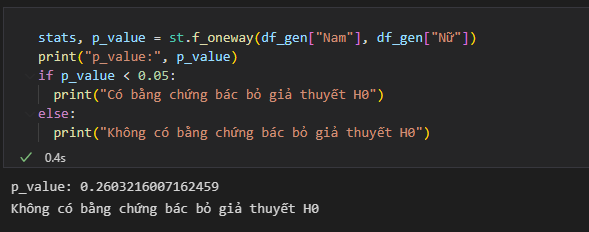 stats, p_value = st.f_oneway(df_gen["Nam"], df_gen["Nữ"])
print("p_value:", p_value)
if p_value < 0.05:
  print("Có bằng chứng bác bỏ giả thuyết H0")
else:
  print("Không có bằng chứng bác bỏ giả thuyết H0")
0.4s
p_value: 0.2603216007162459
Không có bằng chứng bác bỏ giả thuyết H0